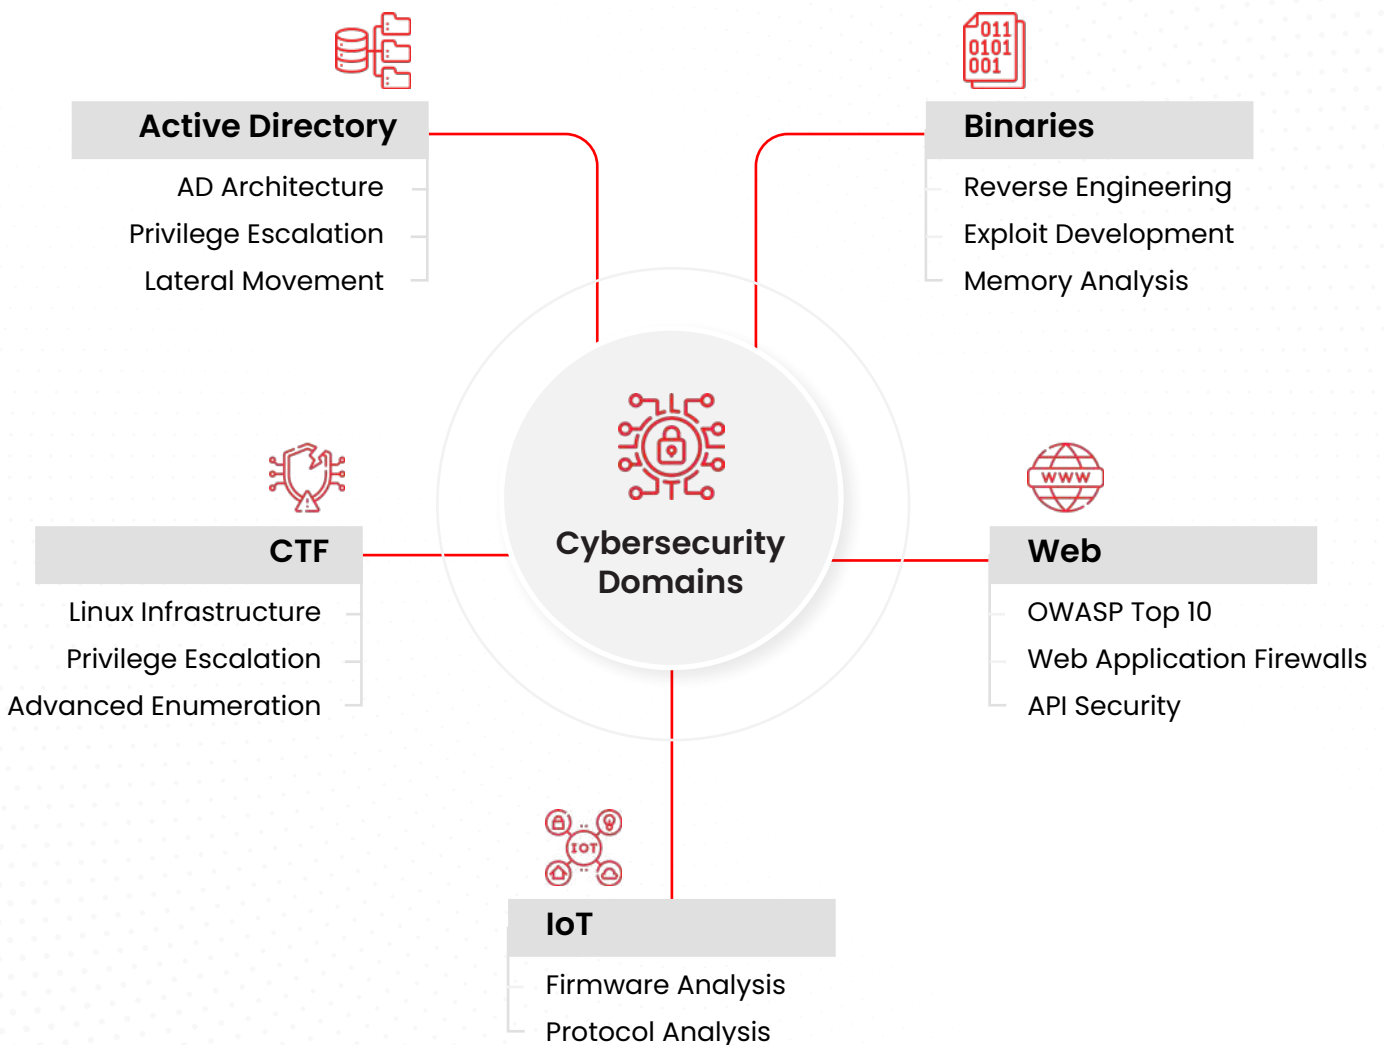 011
0101
001
Active Directory
AD Architecture
Privilege Escalation
Lateral Movement
Binaries
Reverse Engineering
Exploit Development
Memory Analysis
Cybersecurity
Domains
CTF
Linux Infrastructure
Privilege Escalation
Advanced Enumeration
WWW
Web
OWASP Top 10
Web Application Firewalls
API Security
IOT
IoT
Firmware Analysis
Protocol Analysis